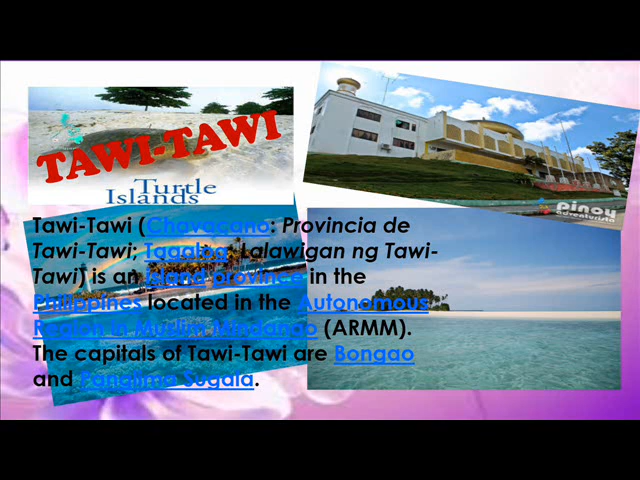 TAWI-TAWI
Turtle
Islands
pinoy
adventurista
Tawi-Tawi (Chavacano: Provincia de
Tawi-Tawi; Tagalog: Lalawigan ng Tawi-
Tawi) is an island province in the
Philippines located in the Autonomous
Region in Muslim Mindanao (ARMM).
The capitals of Tawi-Tawi are Bongao
and Panglima Sugala.